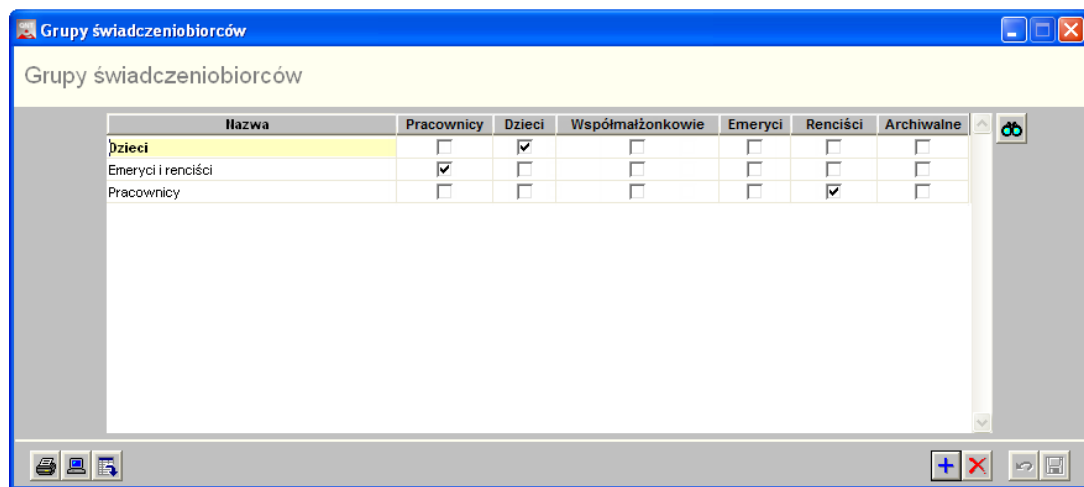 Grupy świadczeniobiorców
Grupy świadczeniobiorców
Nazwa Pracownicy Dzieci Współmałżonkowie Emeryci Renciści Archiwalne
Dzieci
Emeryci i renciści
Pracownicy